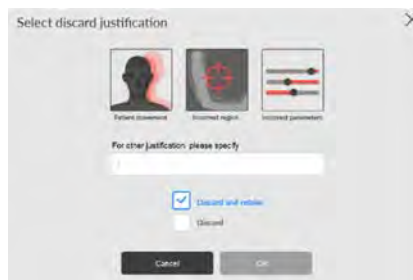 Select discard justification
Patient movement
Incorrect region
Incorrect parameters
For other justification, please specify
Discard and retake
Discard
Cancel
OK